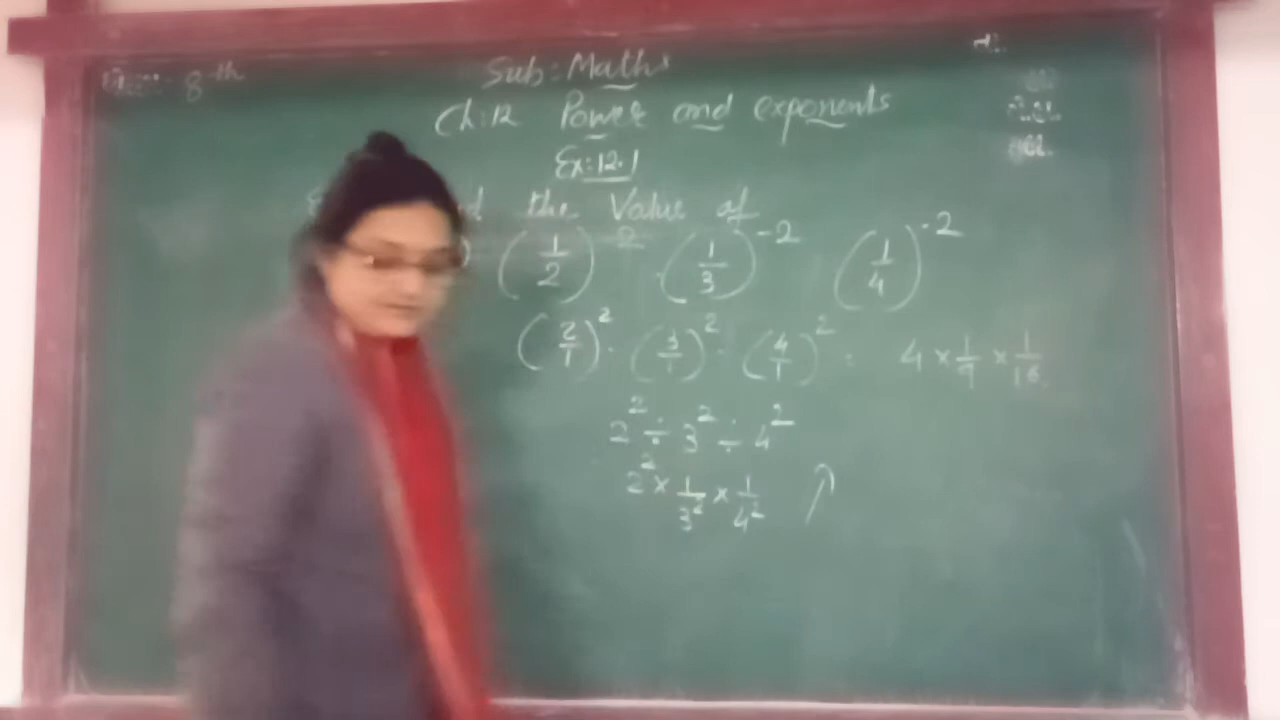 8th
Sub: Maths
Ch:12 Power and exponents
Ex:12.1
the Value of
(1/2)^-2 (1/3)^-2 (1/4)^-2
(2/1)^2 (3/1)^2 (4/1)^2 4 × 1/9 × 1/16
2^2 ÷ 3^2 ÷ 4^2
2^2 × 1/3^2 × 1/4^2